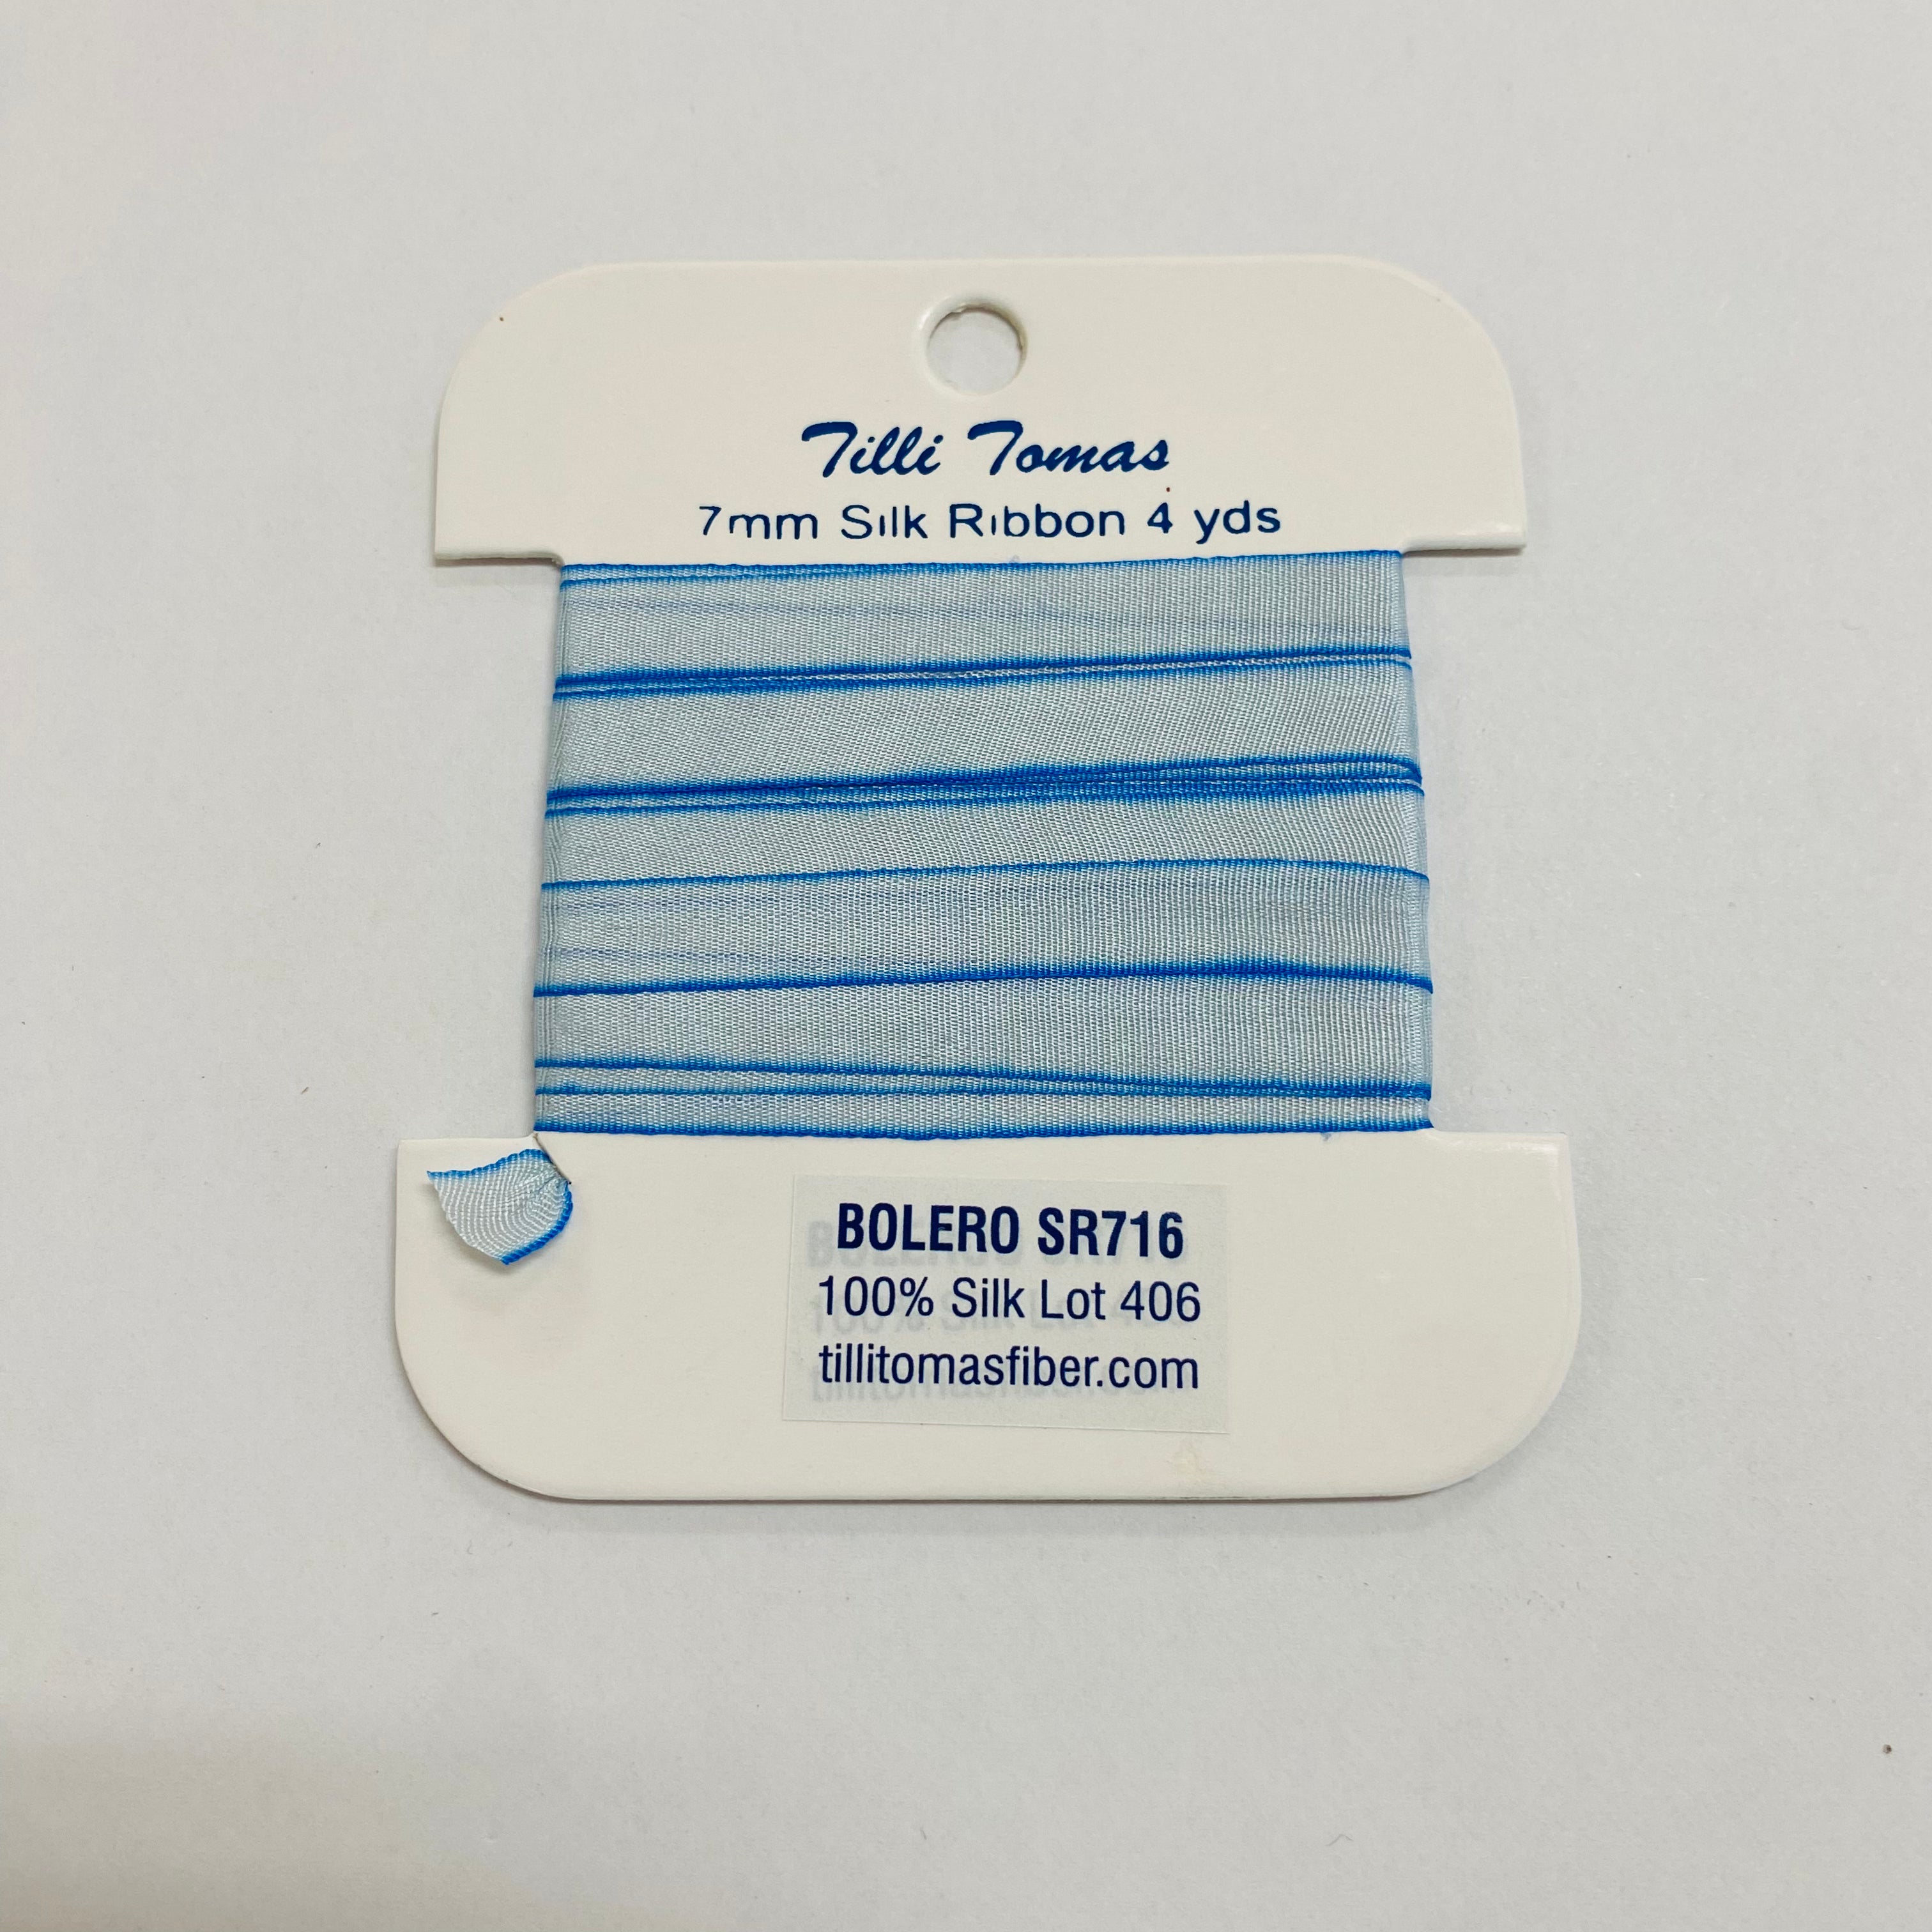 Tilli Tomas
7mm Silk Ribbon 4 yds
BOLERO SR716
100% Silk Lot 406
tillitomasfiber.com